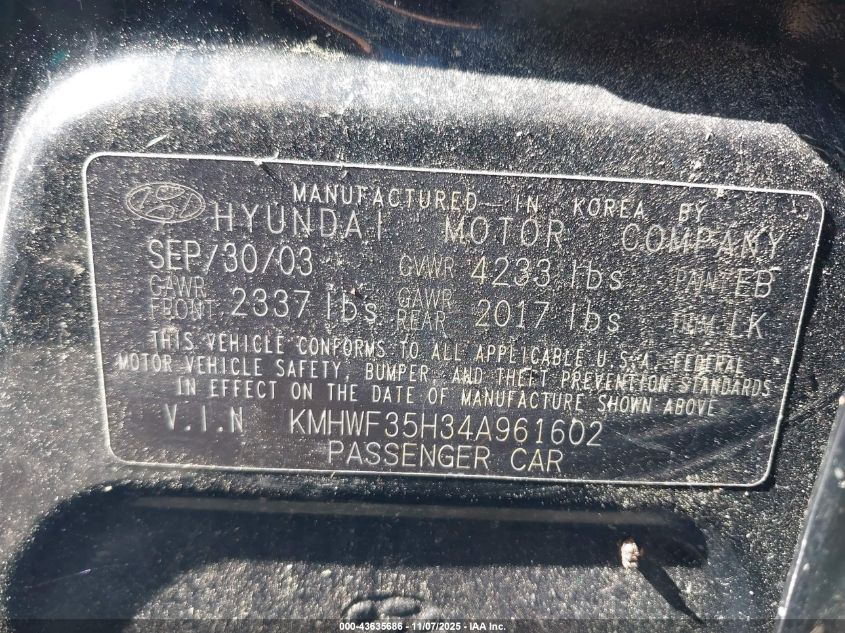 MANUFACTURED IN KOREA BY
HYUNDAI MOTOR COMPANY
SEP/30/03 GVWR 4233 lbs PAINT EB
GAWR FRONT 2337 lbs GAWR REAR 2017 lbs TRIM LK
THIS VEHICLE CONFORMS TO ALL APPLICABLE U.S.A. FEDERAL
MOTOR VEHICLE SAFETY, BUMPER, AND THEFT PREVENTION STANDARDS
IN EFFECT ON THE DATE OF MANUFACTURE SHOWN ABOVE
V.I.N KMHWF35H34A961602
PASSENGER CAR
000-43635686 - 11/07/2025 - IAA Inc.